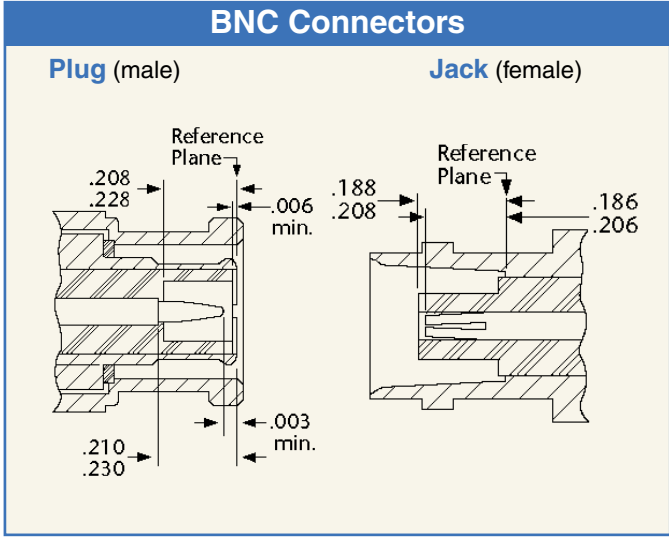 BNC Connectors
Plug (male)
Jack (female)
Reference
Plane
.208
.228
.006
min.
.003
min.
.210
.230
Reference
Plane
.188
.208
.186
.206